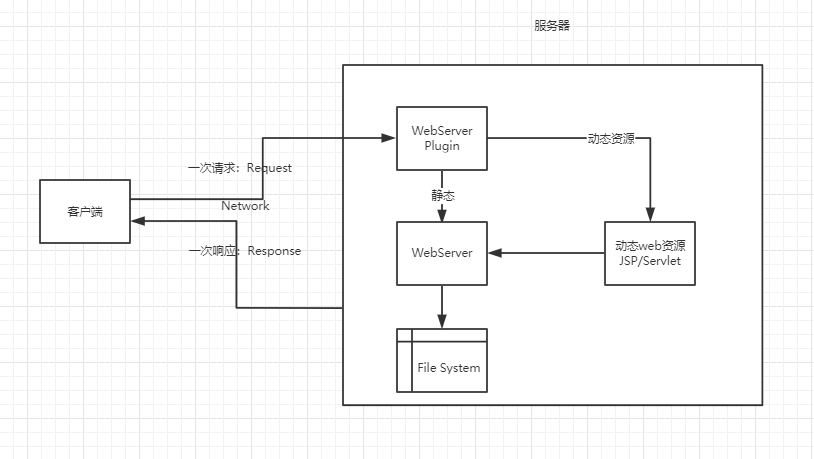 服务器
WebServer
Plugin
动态资源
一次请求：Request
静态
Network
客户端
一次响应：Response
WebServer
动态web资源
JSP/Servlet
File System